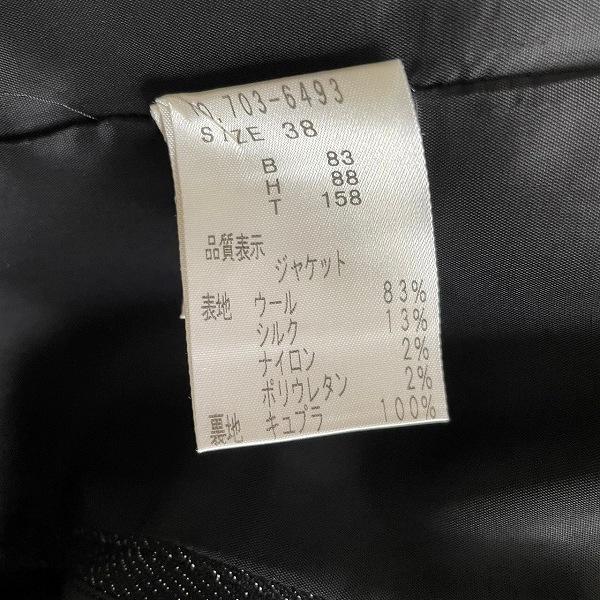 703-6493
SIZE 38
B 83
H 88
T 158
品質表示
ジャケット
表地 ウール 83%
シルク 13%
ナイロン 2%
ポリウレタン 2%
裏地 キュプラ 100%